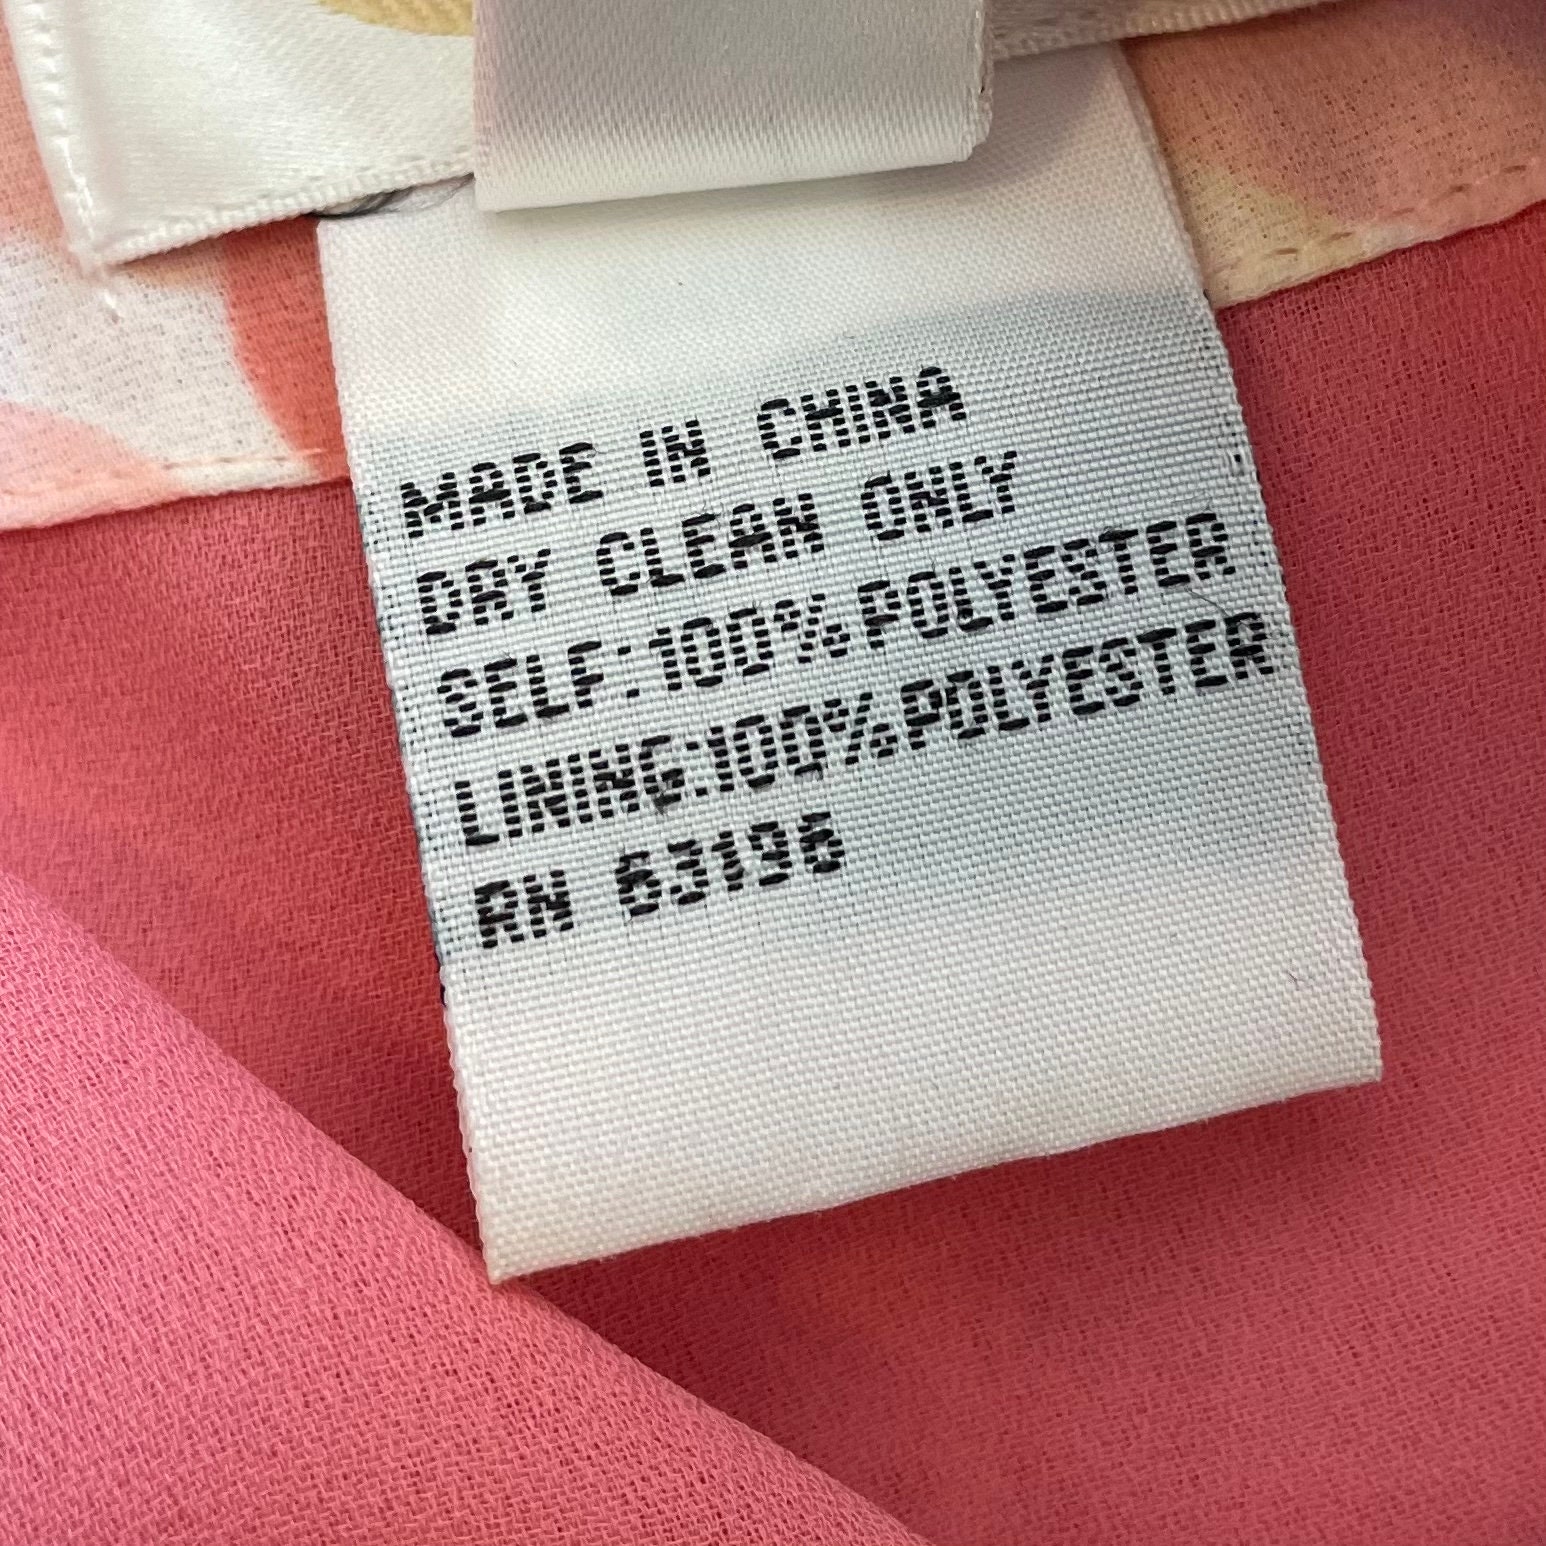 MADE IN CHINA
DRY CLEAN ONLY
SELF:100%POLYESTER
LINING:100%POLYESTER
RN 63196